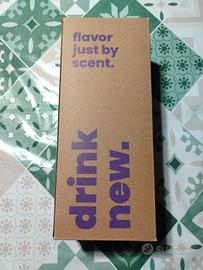 flavor
just by
scent.
drink
new.